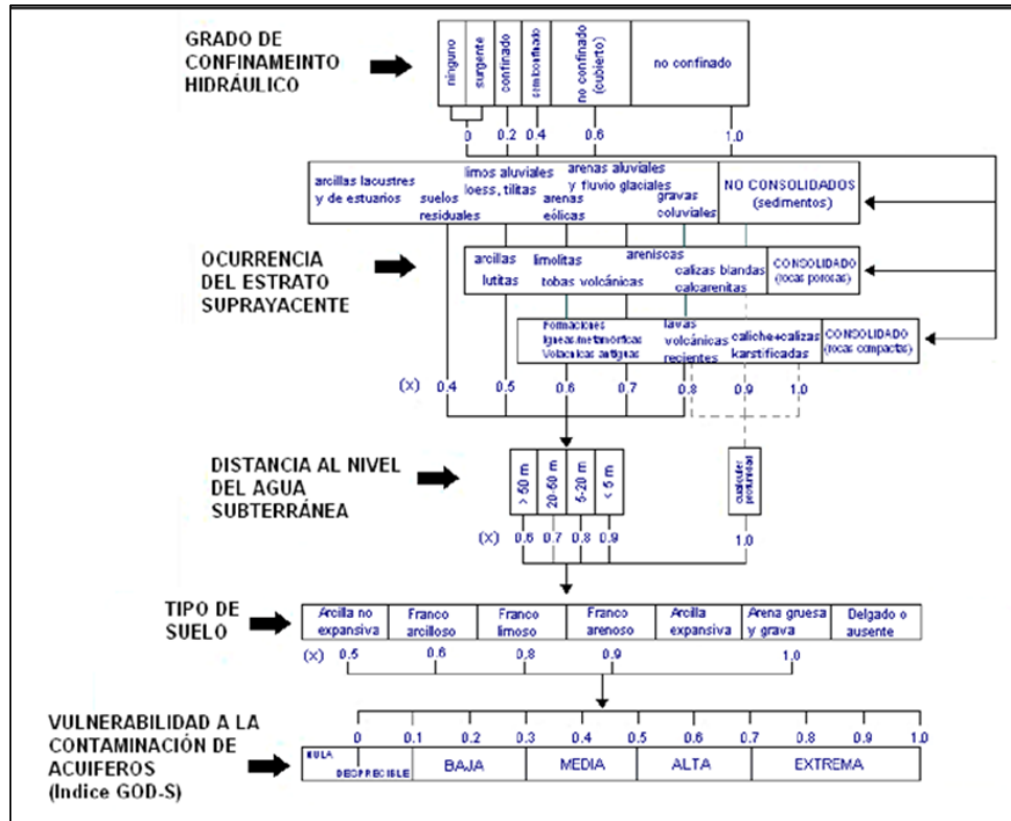 GRADO DE
CONFINAMEINTO
HIDRÁULICO
ninguno
surgente
confinado
semiconfinado
no confinado
(cubierto)
no confinado
0
0.2
0.4
0.6
1.0
OCURRENCIA
DEL ESTRATO
SUPRAYACENTE
arcillas lacustres
y de estuarios
suelos
residuales
limos aluviales
loess, tilitas
arenas
eólicas
arenas aluviales
y fluvio glaciales
gravas
coluviales
NO CONSOLIDADOS
(sedimentos)
arcillas
lutitas
limolitas
tobas volcánicas
areniscas
calizas blandas
calcarenitas
CONSOLIDADO
(rocas porosas)
Formaciones
igneas/metamórficas
Volacnicas antiguas
lavas
volcánicas
recientes
caliche+calizas
karstificadas
CONSOLIDADO
(rocas compactas)
(x) 0.4 0.5 0.6 0.7 0.8 0.9 1.0
DISTANCIA AL NIVEL
DEL AGUA
SUBTERRÁNEA
> 50 m
20-50 m
5-20 m
< 5 m
cualquier
profundidad
(x) 0.6 0.7 0.8 0.9 1.0
TIPO DE
SUELO
Arcilla no
expansiva
Franco
arcilloso
Franco
limoso
Franco
arenoso
Arcilla
expansiva
Arena gruesa
y grava
Delgado o
ausente
(x) 0.5 0.6 0.8 0.9 1.0
VULNERABILIDAD A LA
CONTAMINACIÓN DE
ACUIFEROS
(Indice GOD-S)
0 0.1 0.2 0.3 0.4 0.5 0.6 0.7 0.8 0.9 1.0
NULA
DESPRECIBLE
BAJA
MEDIA
ALTA
EXTREMA